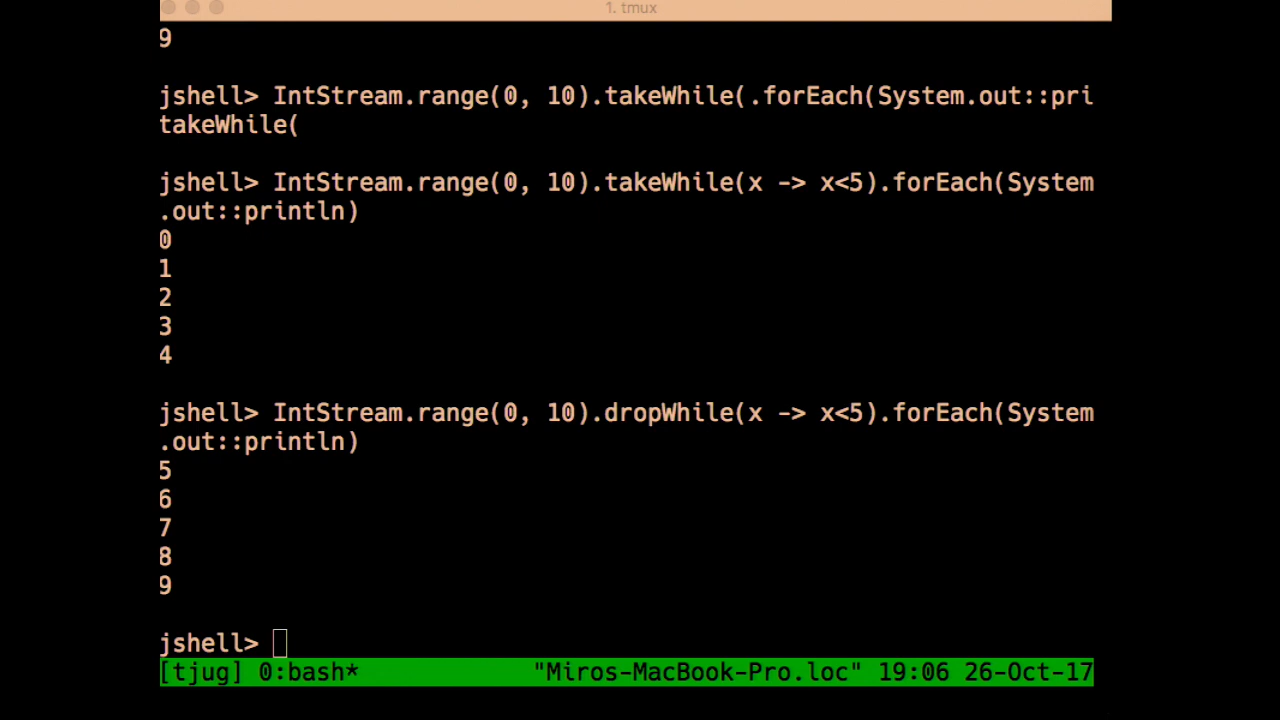 1. tmux
9
jshell> IntStream.range(0, 10).takeWhile(.forEach(System.out::pri
takeWhile(
jshell> IntStream.range(0, 10).takeWhile(x -> x<5).forEach(System
.out::println)
0
1
2
3
4
jshell> IntStream.range(0, 10).dropWhile(x -> x<5).forEach(System
.out::println)
5
6
7
8
9
jshell>
[tjug] 0:bash* "Miros-MacBook-Pro.loc" 19:06 26-Oct-17